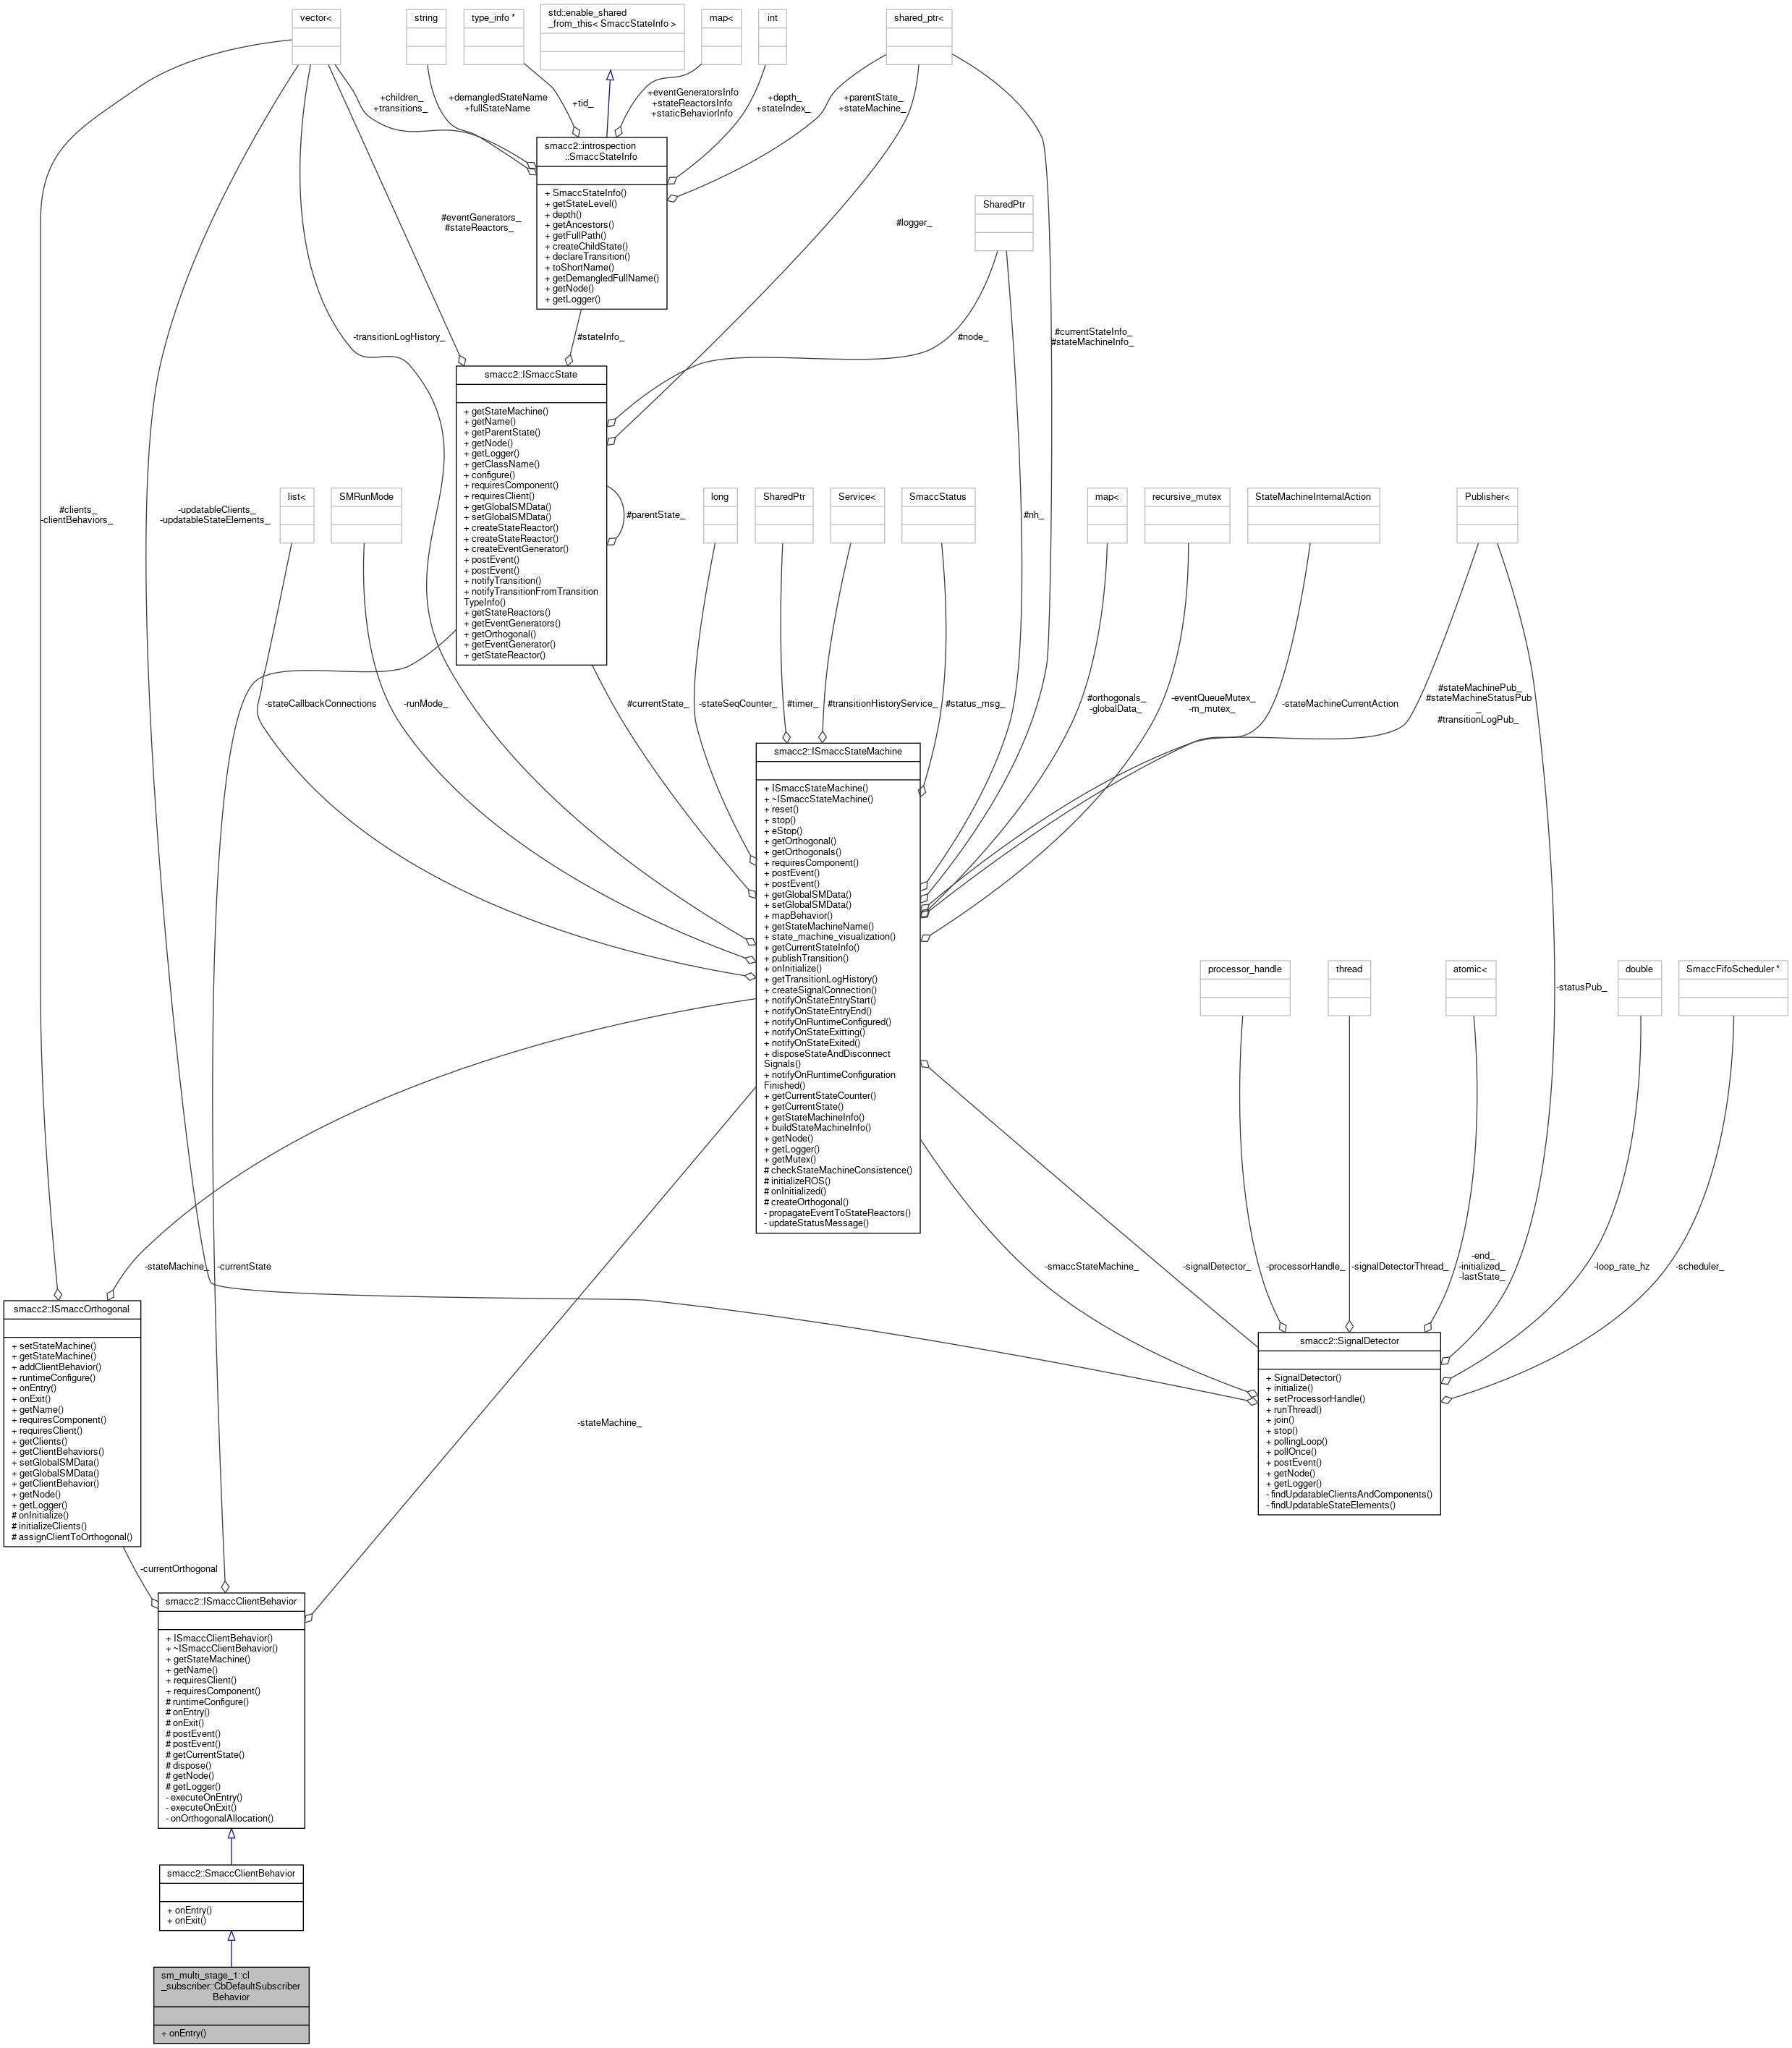 vector<
string
type_info *
std::enable_shared
_from_this< SmaccStateInfo >
map<
int
shared_ptr<
+children_
+transitions_
+demangledStateName
+fullStateName
+tid_
+eventGeneratorsInfo
+stateReactorsInfo
+staticBehaviorInfo
+depth_
+stateIndex_
+parentState_
+stateMachine_
smacc2::introspection
::SmaccStateInfo
+ SmaccStateInfo()
+ getStateLevel()
+ depth()
+ getAncestors()
+ getFullPath()
+ createChildState()
+ declareTransition()
+ toShortName()
+ getDemangledFullName()
+ getNode()
+ getLogger()
SharedPtr
#eventGenerators_
#stateReactors_
#logger_
-transitionLogHistory_
#stateInfo_
#node_
#currentStateInfo_
#stateMachineInfo_
smacc2::ISmaccState
+ getStateMachine()
+ getName()
+ getParentState()
+ getNode()
+ getLogger()
+ getClassName()
+ configure()
+ requiresComponent()
+ requiresClient()
+ getGlobalSMData()
+ setGlobalSMData()
+ createStateReactor()
+ createStateReactor()
+ createEventGenerator()
+ postEvent()
+ postEvent()
+ notifyTransition()
+ notifyTransitionFromTransition
TypeInfo()
+ getStateReactors()
+ getEventGenerators()
+ getOrthogonal()
+ getEventGenerator()
+ getStateReactor()
#parentState_
#clients_
-clientBehaviors_
-updatableClients_
-updatableStateElements_
list<
SMRunMode
long
SharedPtr
Service<
SmaccStatus
#nh_
map<
recursive_mutex
StateMachineInternalAction
Publisher<
-stateCallbackConnections
-runMode_
#currentState_
-stateSeqCounter_
#timer_
#transitionHistoryService_
#status_msg_
#orthogonals_
-globalData_
-eventQueueMutex_
-m_mutex_
-stateMachineCurrentAction
#stateMachinePub_
#stateMachineStatusPub
_
#transitionLogPub_
smacc2::ISmaccStateMachine
+ ISmaccStateMachine()
+ ~ISmaccStateMachine()
+ reset()
+ stop()
+ eStop()
+ getOrthogonal()
+ getOrthogonals()
+ requiresComponent()
+ postEvent()
+ postEvent()
+ getGlobalSMData()
+ setGlobalSMData()
+ mapBehavior()
+ getStateMachineName()
+ state_machine_visualization()
+ getCurrentStateInfo()
+ publishTransition()
+ onInitialize()
+ getTransitionLogHistory()
+ createSignalConnection()
+ notifyOnStateEntryStart()
+ notifyOnStateEntryEnd()
+ notifyOnRuntimeConfigured()
+ notifyOnStateExitting()
+ notifyOnStateExited()
+ disposeStateAndDisconnect
Signals()
+ notifyOnRuntimeConfiguration
Finished()
+ getCurrentStateCounter()
+ getCurrentState()
+ getStateMachineInfo()
+ buildStateMachineInfo()
+ getNode()
+ getLogger()
+ getMutex()
# checkStateMachineConsistence()
# initializeROS()
# onInitialized()
# createOrthogonal()
- propagateEventToStateReactors()
- updateStatusMessage()
processor_handle
thread
atomic<
-statusPub_
double
SmaccFifoScheduler *
-stateMachine_
-currentState
-smaccStateMachine_
-signalDetector_
-processorHandle_
-signalDetectorThread_
-end_
-initialized_
-lastState_
-loop_rate_hz
-scheduler_
smacc2::ISmaccOrthogonal
+ setStateMachine()
+ getStateMachine()
+ addClientBehavior()
+ runtimeConfigure()
+ onEntry()
+ onExit()
+ getName()
+ requiresComponent()
+ requiresClient()
+ getClients()
+ getClientBehaviors()
+ setGlobalSMData()
+ getGlobalSMData()
+ getClientBehavior()
+ getNode()
+ getLogger()
# onInitialize()
# initializeClients()
# assignClientToOrthogonal()
smacc2::SignalDetector
+ SignalDetector()
+ initialize()
+ setProcessorHandle()
+ runThread()
+ join()
+ stop()
+ pollingLoop()
+ pollOnce()
+ postEvent()
+ getNode()
+ getLogger()
- findUpdatableClientsAndComponents()
- findUpdatableStateElements()
-stateMachine_
-currentOrthogonal
smacc2::ISmaccClientBehavior
+ ISmaccClientBehavior()
+ ~ISmaccClientBehavior()
+ getStateMachine()
+ getName()
+ requiresClient()
+ requiresComponent()
# runtimeConfigure()
# onEntry()
# onExit()
# postEvent()
# postEvent()
# getCurrentState()
# dispose()
# getNode()
# getLogger()
- executeOnEntry()
- executeOnExit()
- onOrthogonalAllocation()
smacc2::SmaccClientBehavior
+ onEntry()
+ onExit()
sm_multi_stage_1::cl
_subscriber::CbDefaultSubscriber
Behavior
+ onEntry()